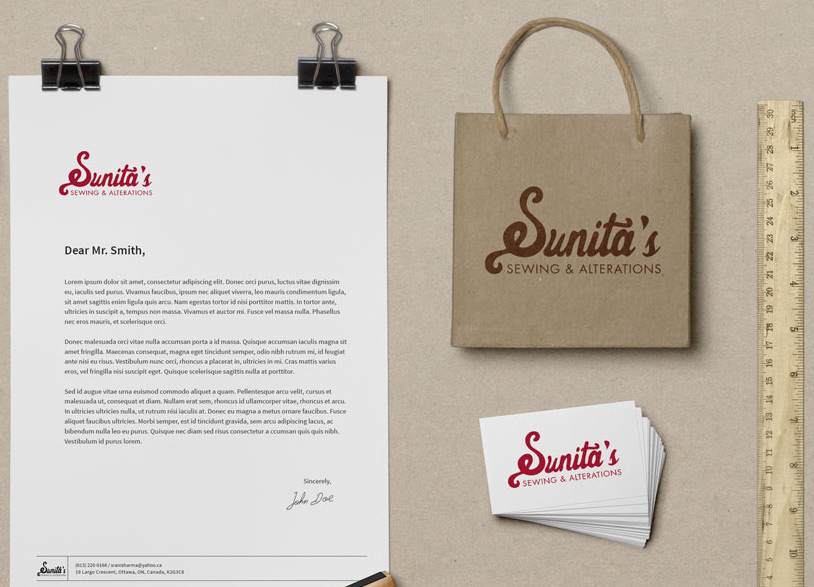 Sunita's
SEWING & ALTERATIONS
Dear Mr. Smith,
Lorem ipsum dolor sit amet, consectetur adipiscing elit. Donec orci purus, luctus vitae dignissim
eu, iaculis sed purus. Vivamus faucibus, ipsum nec aliquet viverra, leo mauris condimentum ligula,
sit amet sagittis enim ligula quis arcu. Nam egestas tortor id nisi porttitor mattis. In tortor ante,
ultricies in suscipit a, tempus non massa. Vivamus et auctor mi. Fusce vel massa nulla. Phasellus
nec eros mauris, et scelerisque orci.
Donec malesuada orci vitae nulla accumsan porta a id massa. Quisque accumsan iaculis magna sit
amet fringilla. Maecenas consequat, magna eget tincidunt semper, odio nibh rutrum mi, id feugiat
ante nisi eu risus. Vestibulum nunc orci, rhoncus a placerat in, ultricies in mi. Cras mattis varius
eros, et vel fringilla nisi suscipit eget. Quisque scelerisque sagittis nulla at porttitor.
Sed id augue vitae urna euismod commodo aliquet a quam. Pellentesque arcu velit, cursus et
malesuada ut, consequat et diam. Nullam erat sem, rhoncus id ullamcorper vitae, rhoncus et arcu.
In ultricies ultricies nulla, ut rutrum nisi iaculis at. Donec eu magna a metus ornare faucibus. Fusce
aliquet faucibus ultricies. Morbi semper, est id tincidunt gravida, sem arcu adipiscing lacus, ac
bibendum nulla leo eu purus. Quisque nec diam sed risus consectetur a ccumsan quis quis nibh.
Vestibulum id purus lorem.
Sincerely,
John Doe
Sunita's
(613) 220-0188 / sranisharma@yahoo.ca
19 Largo Crescent, Ottawa, ON, Canada, K2G3C8
Sunita's
SEWING & ALTERATIONS
Sunita's
SEWING & ALTERATIONS
inch
1
2
3
4
5
6
7
8
9
10
30
29
28
27
26
25
24
23
22
21
20
19
18
17
16
15
14
13
12
11
10
9
8
7
6
5